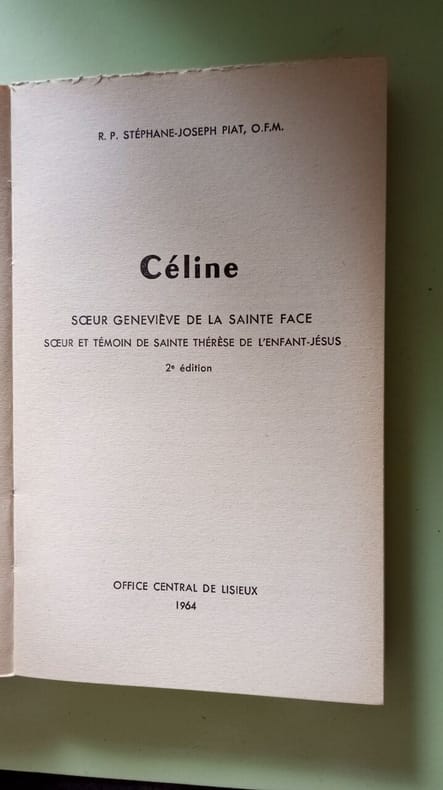 R. P. STÉPHANE-JOSEPH PIAT, O.F.M.
Céline
SŒUR GENEVIÈVE DE LA SAINTE FACE
SŒUR ET TÉMOIN DE SAINTE THÉRÈSE DE L'ENFANT-JÉSUS
2e édition
OFFICE CENTRAL DE LISIEUX
1964